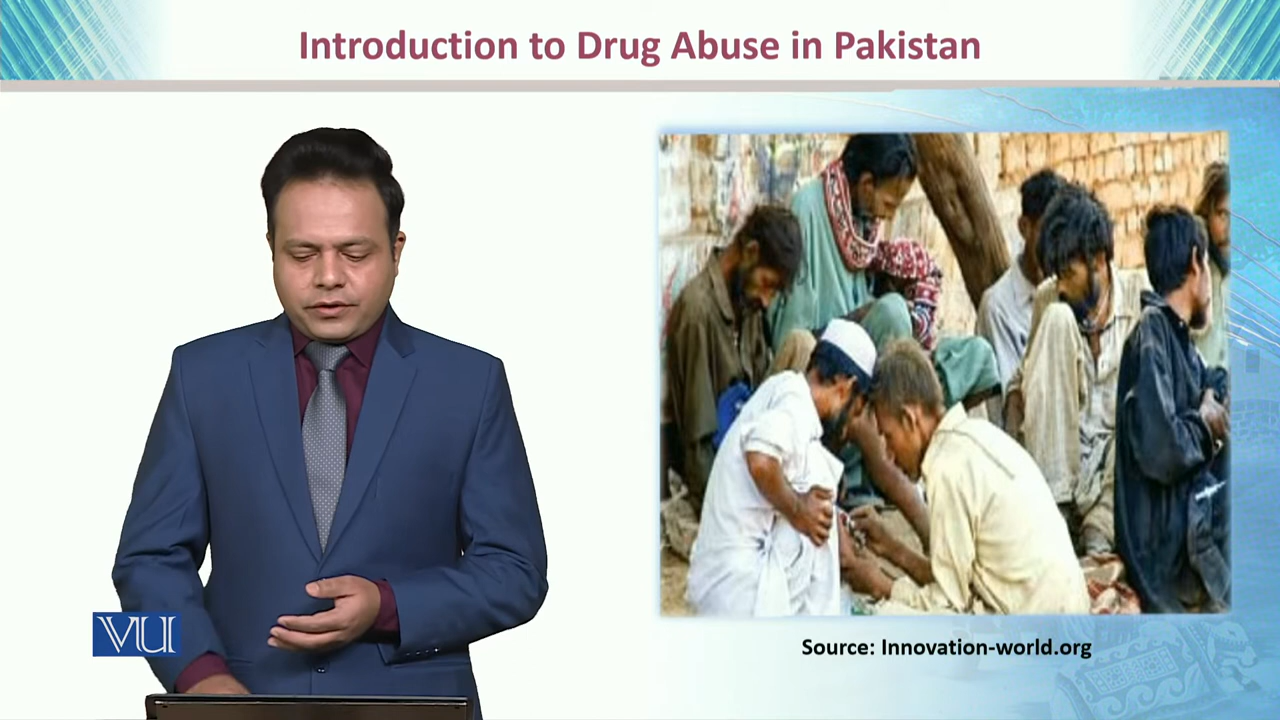 Introduction to Drug Abuse in Pakistan
VU
Source: Innovation-world.org